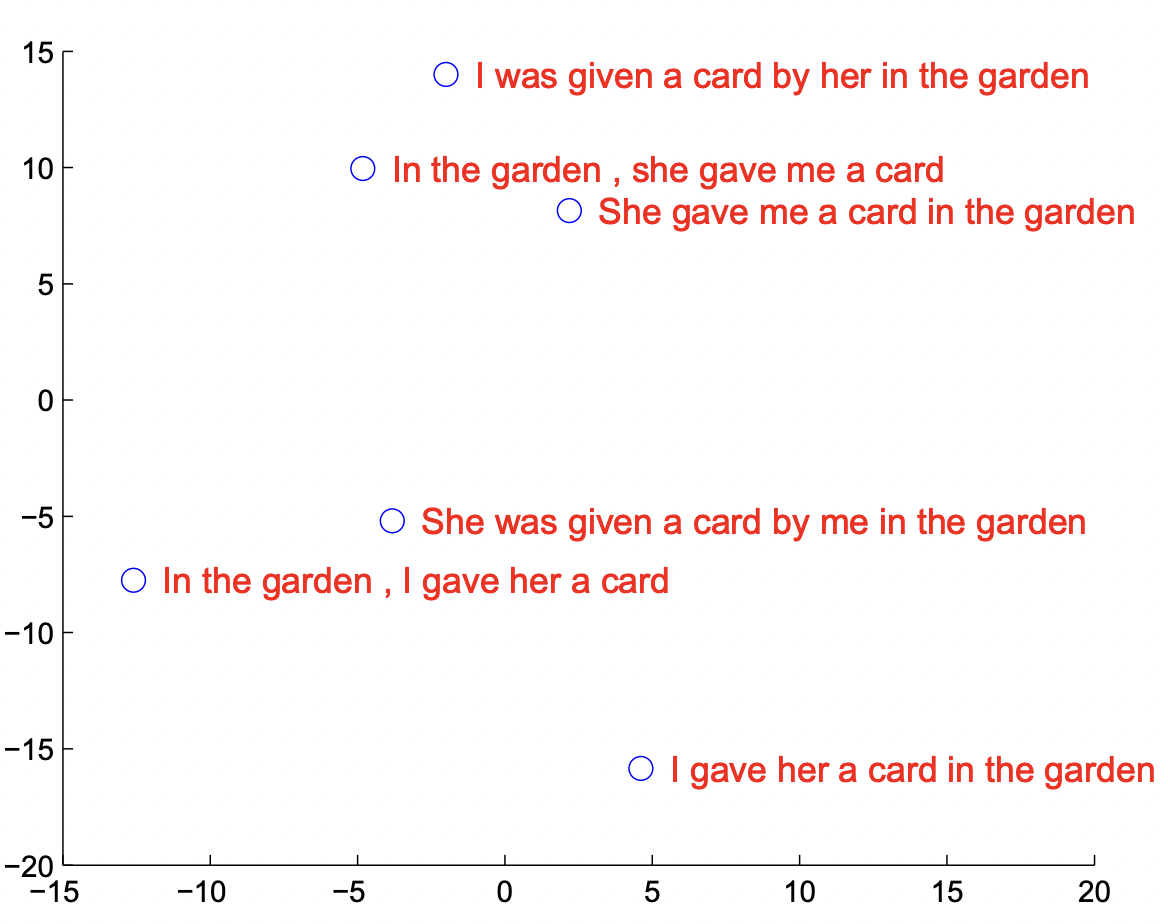 15
I was given a card by her in the garden
10
In the garden , she gave me a card
She gave me a card in the garden
5
0
−5
She was given a card by me in the garden
In the garden , I gave her a card
−10
−15
I gave her a card in the garden
−20
−15 −10 −5 0 5 10 15 20